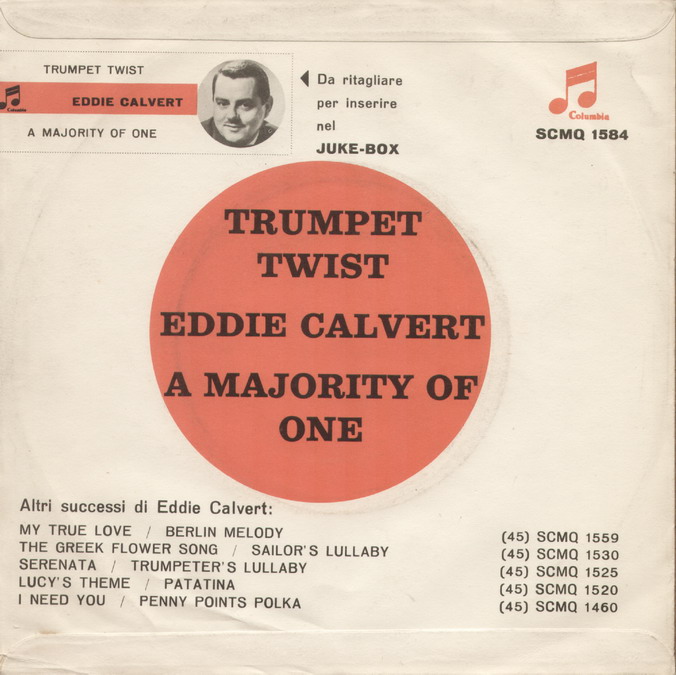 TRUMPET TWIST
Columbia
EDDIE CALVERT
A MAJORITY OF ONE
Da ritagliare
per inserire
nel
JUKE-BOX
Columbia
SCMQ 1584
TRUMPET
TWIST
EDDIE CALVERT
A MAJORITY OF
ONE
Altri successi di Eddie Calvert:
MY TRUE LOVE / BERLIN MELODY (45) SCMQ 1559
THE GREEK FLOWER SONG / SAILOR'S LULLABY (45) SCMQ 1530
SERENATA / TRUMPETER'S LULLABY (45) SCMQ 1525
LUCY'S THEME / PATATINA (45) SCMQ 1520
I NEED YOU / PENNY POINTS POLKA (45) SCMQ 1460